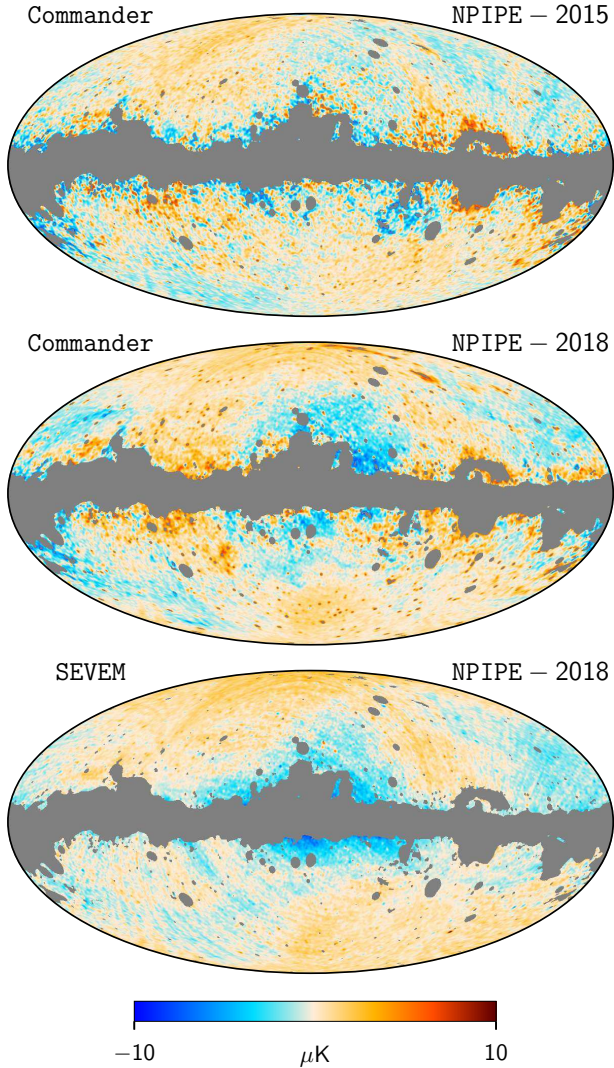 Commander NPIPE − 2015
Commander NPIPE − 2018
SEVEM NPIPE − 2018
−10 μK 10